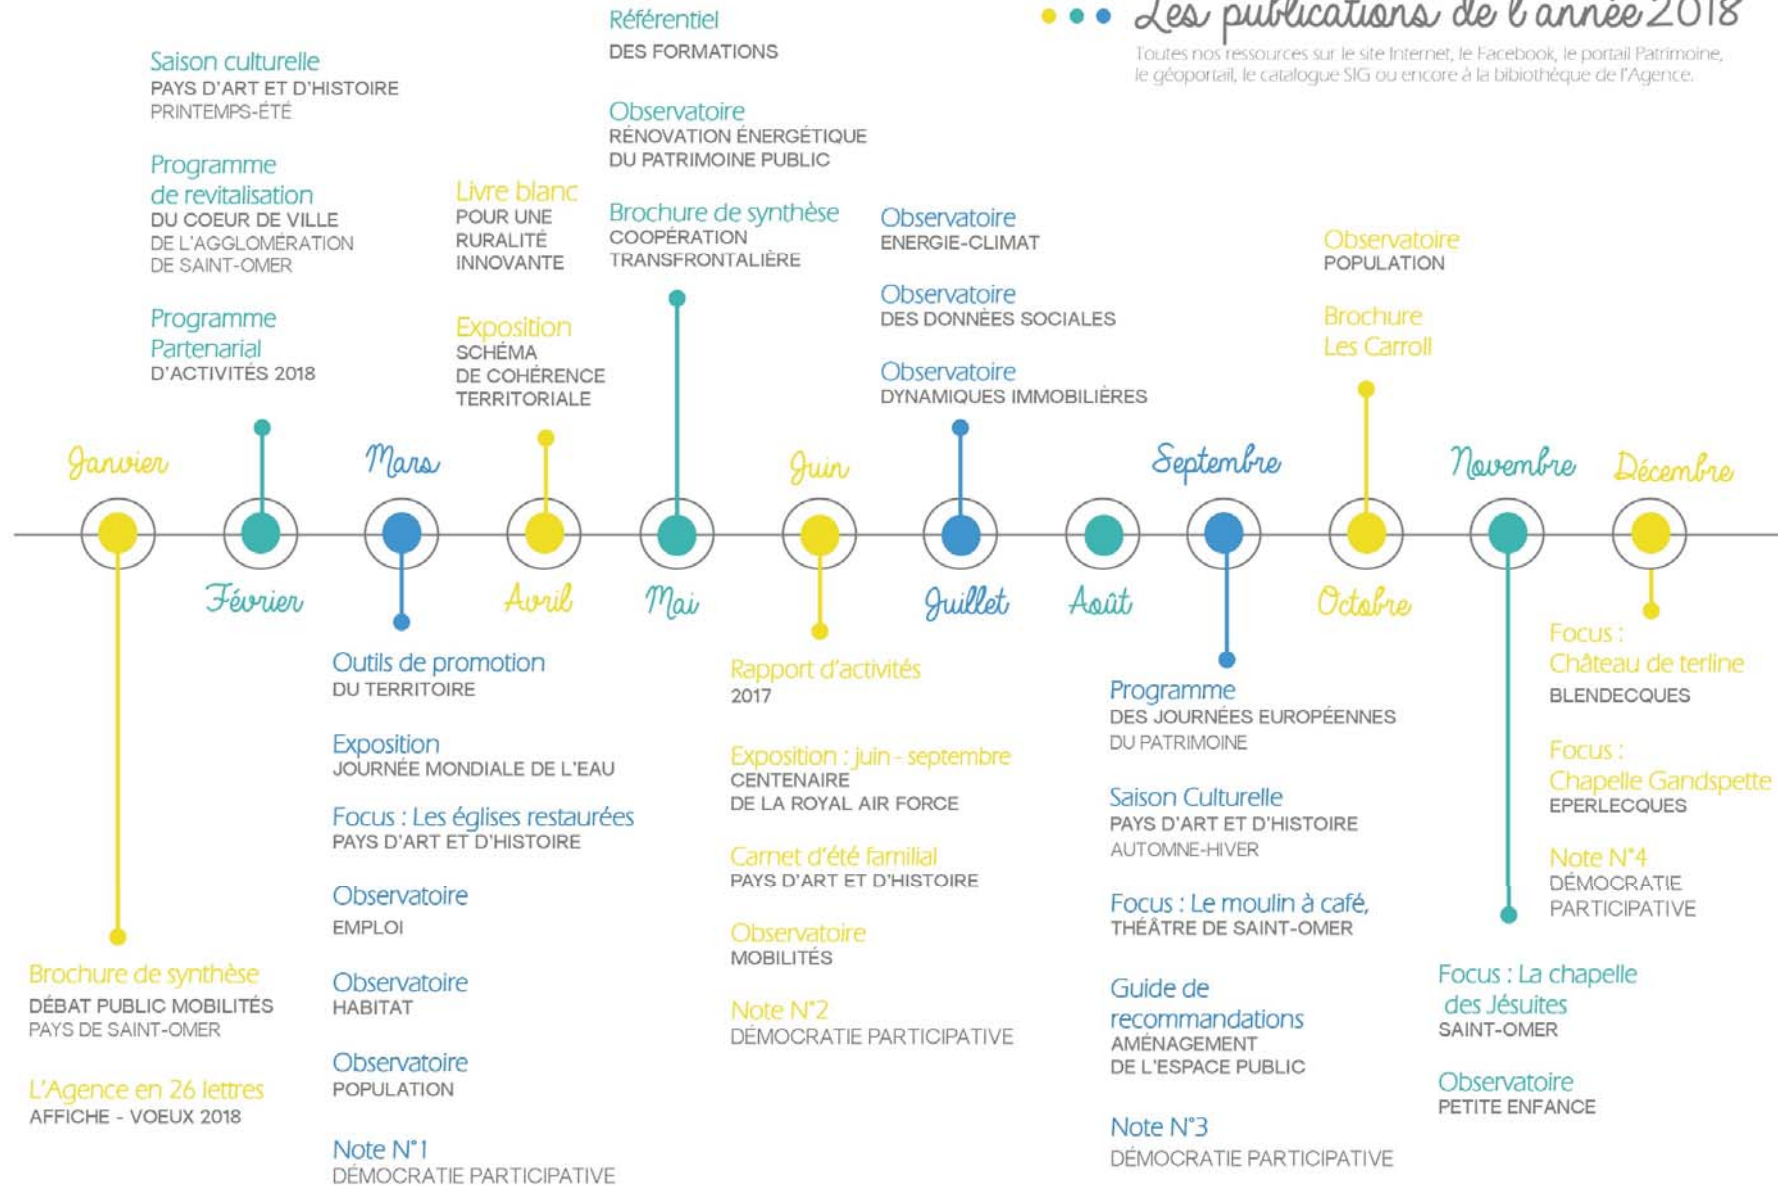 Les publications de l'année 2018
Toutes nos ressources sur le site Internet, le Facebook, le portail Patrimoine,
le géoportail, le catalogue SIG ou encore à la bibiothèque de l'Agence.
Janvier
Brochure de synthèse
DÉBAT PUBLIC MOBILITÉS
PAYS DE SAINT-OMER
L'Agence en 26 lettres
AFFICHE - VOEUX 2018
Saison culturelle
PAYS D'ART ET D'HISTOIRE
PRINTEMPS-ÉTÉ
Programme
de revitalisation
DU COEUR DE VILLE
DE L'AGGLOMÉRATION
DE SAINT-OMER
Programme
Partenarial
D'ACTIVITÉS 2018
Février
Mars
Outils de promotion
DU TERRITOIRE
Exposition
JOURNÉE MONDIALE DE L'EAU
Focus : Les églises restaurées
PAYS D'ART ET D'HISTOIRE
Observatoire
EMPLOI
Observatoire
HABITAT
Observatoire
POPULATION
Note N°1
DÉMOCRATIE PARTICIPATIVE
Livre blanc
POUR UNE
RURALITÉ
INNOVANTE
Exposition
SCHÉMA
DE COHÉRENCE
TERRITORIALE
Avril
Référentiel
DES FORMATIONS
Observatoire
RÉNOVATION ÉNERGÉTIQUE
DU PATRIMOINE PUBLIC
Brochure de synthèse
COOPÉRATION
TRANSFRONTALIÈRE
Mai
Juin
Rapport d'activités
2017
Exposition : juin - septembre
CENTENAIRE
DE LA ROYAL AIR FORCE
Carnet d'été familial
PAYS D'ART ET D'HISTOIRE
Observatoire
MOBILITÉS
Note N°2
DÉMOCRATIE PARTICIPATIVE
Observatoire
ENERGIE-CLIMAT
Observatoire
DES DONNÉES SOCIALES
Observatoire
DYNAMIQUES IMMOBILIÈRES
Juillet
Août
Septembre
Programme
DES JOURNÉES EUROPÉENNES
DU PATRIMOINE
Saison Culturelle
PAYS D'ART ET D'HISTOIRE
AUTOMNE-HIVER
Focus : Le moulin à café,
THÉÂTRE DE SAINT-OMER
Guide de
recommandations
AMÉNAGEMENT
DE L'ESPACE PUBLIC
Note N°3
DÉMOCRATIE PARTICIPATIVE
Observatoire
POPULATION
Brochure
Les Carroll
Octobre
Novembre
Focus : La chapelle
des Jésuites
SAINT-OMER
Observatoire
PETITE ENFANCE
Décembre
Focus :
Château de terline
BLENDECQUES
Focus :
Chapelle Gandspette
EPERLECQUES
Note N°4
DÉMOCRATIE
PARTICIPATIVE